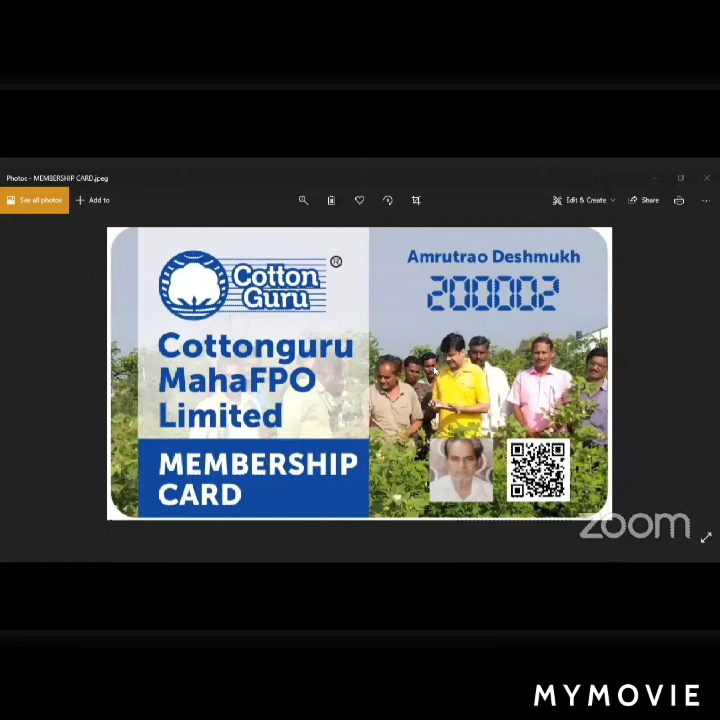 Photos - MEMBERSHIP CARD.jpeg
See all photos
Add to
Edit & Create
Share
Cotton
Guru
®
Cottonguru
MahaFPO
Limited
MEMBERSHIP
CARD
Amrutrao Deshmukh
200002
zoom
MYMOVIE